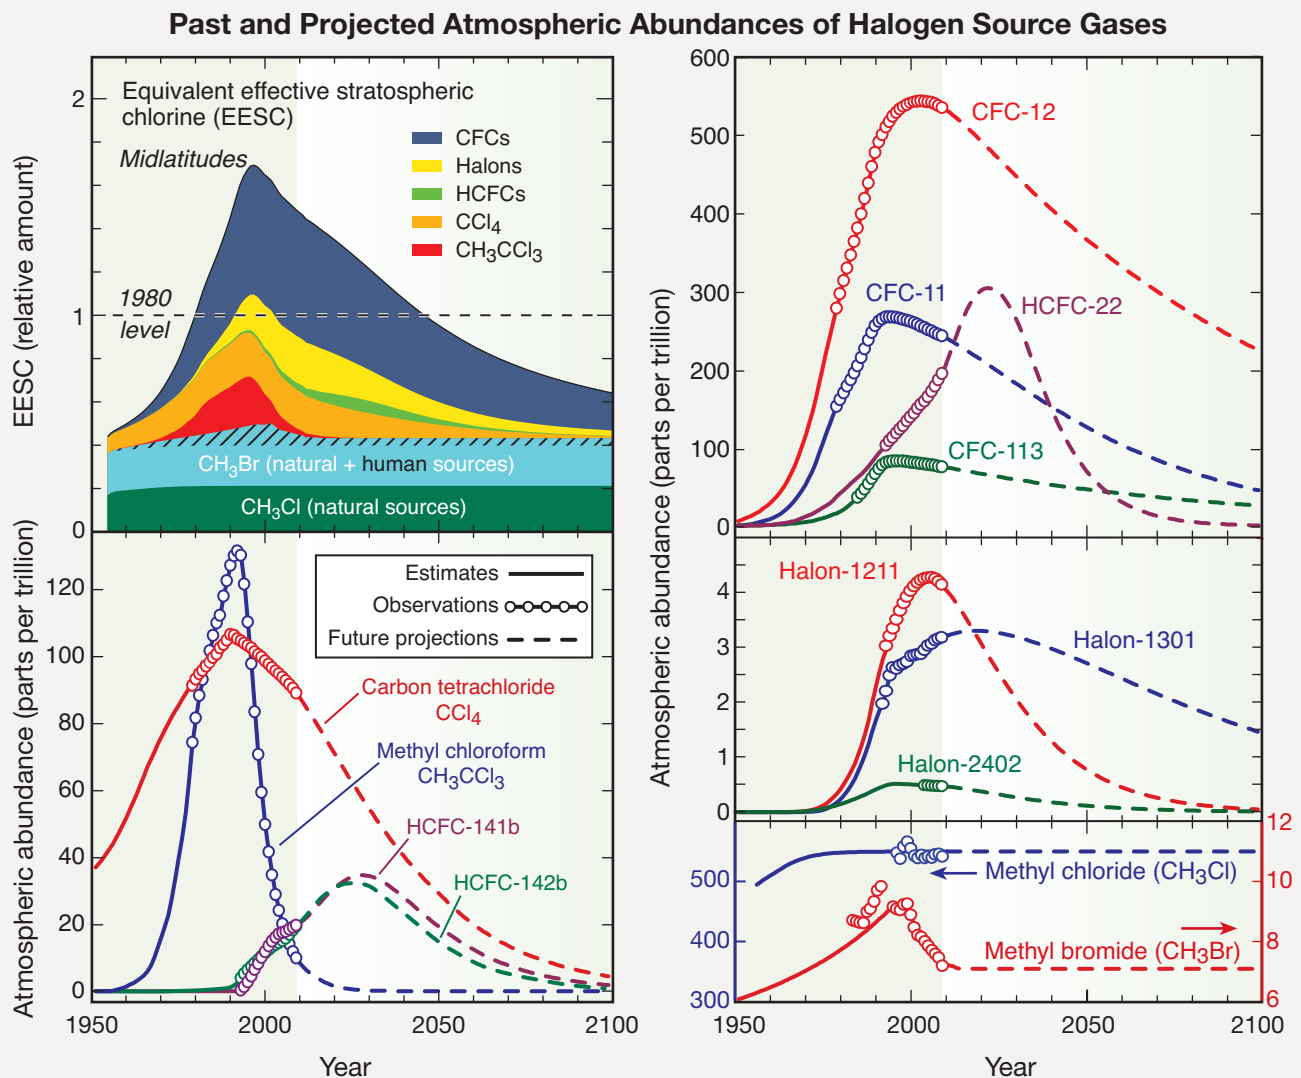 Past and Projected Atmospheric Abundances of Halogen Source Gases
EESC (relative amount)
2
1
0
Equivalent effective stratospheric
chlorine (EESC)
Midlatitudes
CFCs
Halons
HCFCs
CCl4
CH3CCl3
1980
level
CH3Br (natural + human sources)
CH3Cl (natural sources)
Atmospheric abundance (parts per trillion)
120
100
80
60
40
20
0
Estimates
Observations
Future projections
Carbon tetrachloride
CCl4
Methyl chloroform
CH3CCl3
HCFC-141b
HCFC-142b
1950
2000
2050
2100
Year
Atmospheric abundance (parts per trillion)
600
500
400
300
200
100
0
CFC-12
CFC-11
HCFC-22
CFC-113
4
3
2
1
0
Halon-1211
Halon-1301
Halon-2402
500
400
300
12
10
8
6
Methyl chloride (CH3Cl)
Methyl bromide (CH3Br)
1950
2000
2050
2100
Year